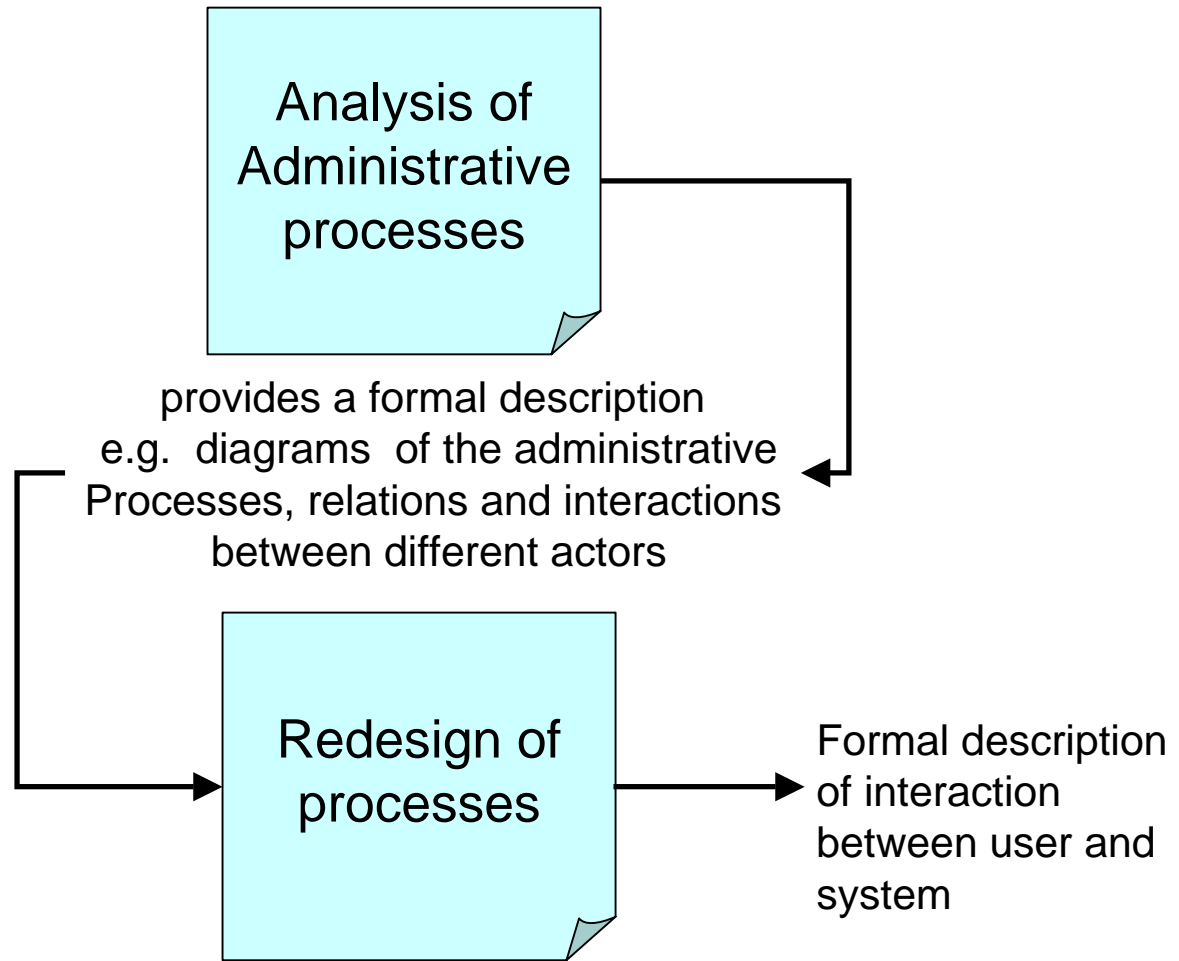 Analysis of
Administrative
processes
provides a formal description
e.g. diagrams of the administrative
Processes, relations and interactions
between different actors
Redesign of
processes
Formal description
of interaction
between user and
system